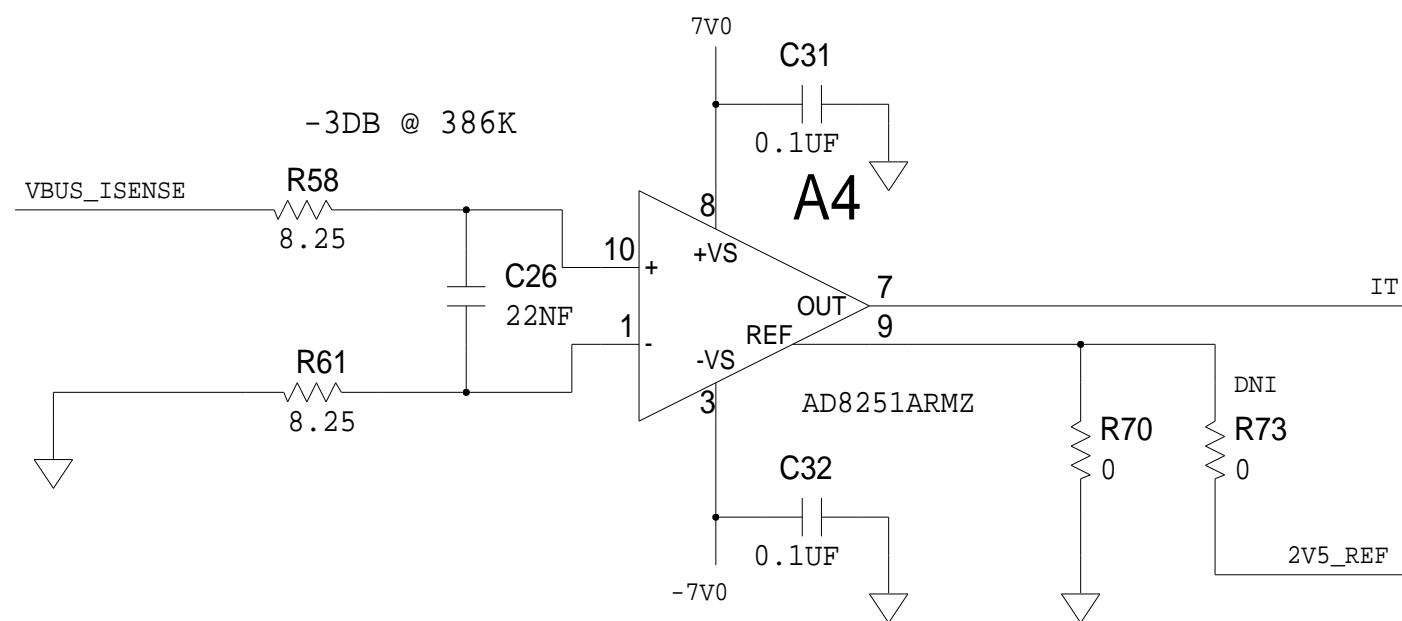 7V0
C31
0.1UF
-3DB @ 386K
A4
VBUS_ISENSE
R58
8.25
8
+VS
10
+
C26
22NF
OUT
7
IT
1
-
REF
9
-VS
R61
8.25
3
AD8251ARMZ
DNI
R70
0
R73
0
C32
0.1UF
2V5_REF
-7V0